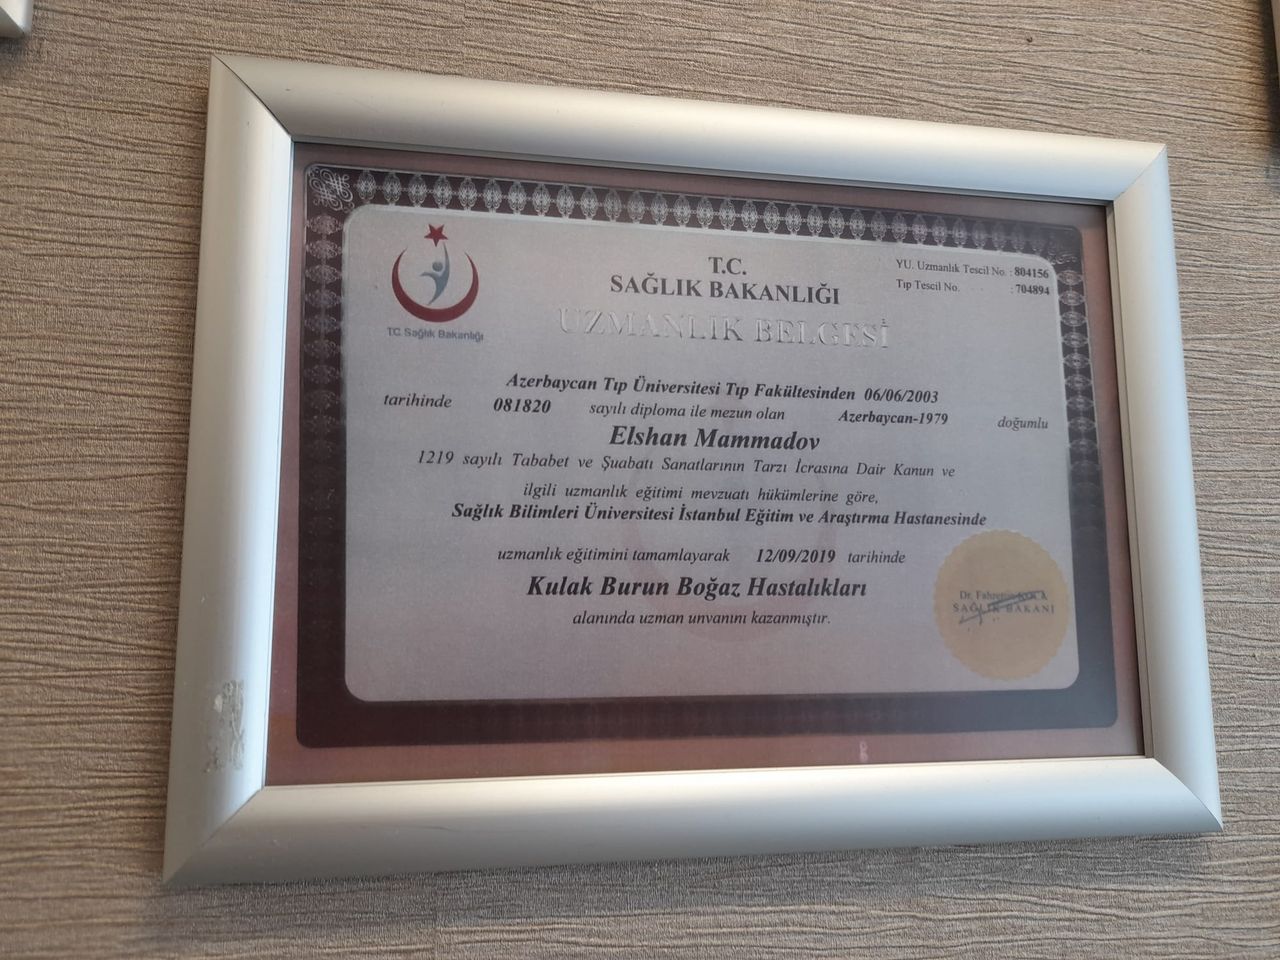 TC Sağlık Bakanlığı
T.C.
SAĞLIK BAKANLIĞI
UZMANLIK BELGESİ
YU. Uzmanlık Tescil No. : 804156
Tıp Tescil No. : 704894
Azerbaycan Tıp Üniversitesi Tıp Fakültesinden 06/06/2003
tarihinde 081820 sayılı diploma ile mezun olan Azerbaycan-1979 doğumlu
Elshan Mammadov
1219 sayılı Tababet ve Şuabatı Sanatlarının Tarzı İcrasına Dair Kanun ve
ilgili uzmanlık eğitimi mevzuatı hükümlerine göre,
Sağlık Bilimleri Üniversitesi İstanbul Eğitim ve Araştırma Hastanesinde
uzmanlık eğitimini tamamlayarak 12/09/2019 tarihinde
Kulak Burun Boğaz Hastalıkları
alanında uzman unvanını kazanmıştır.
Dr. Fahrettin KOCA
SAĞLIK BAKANI